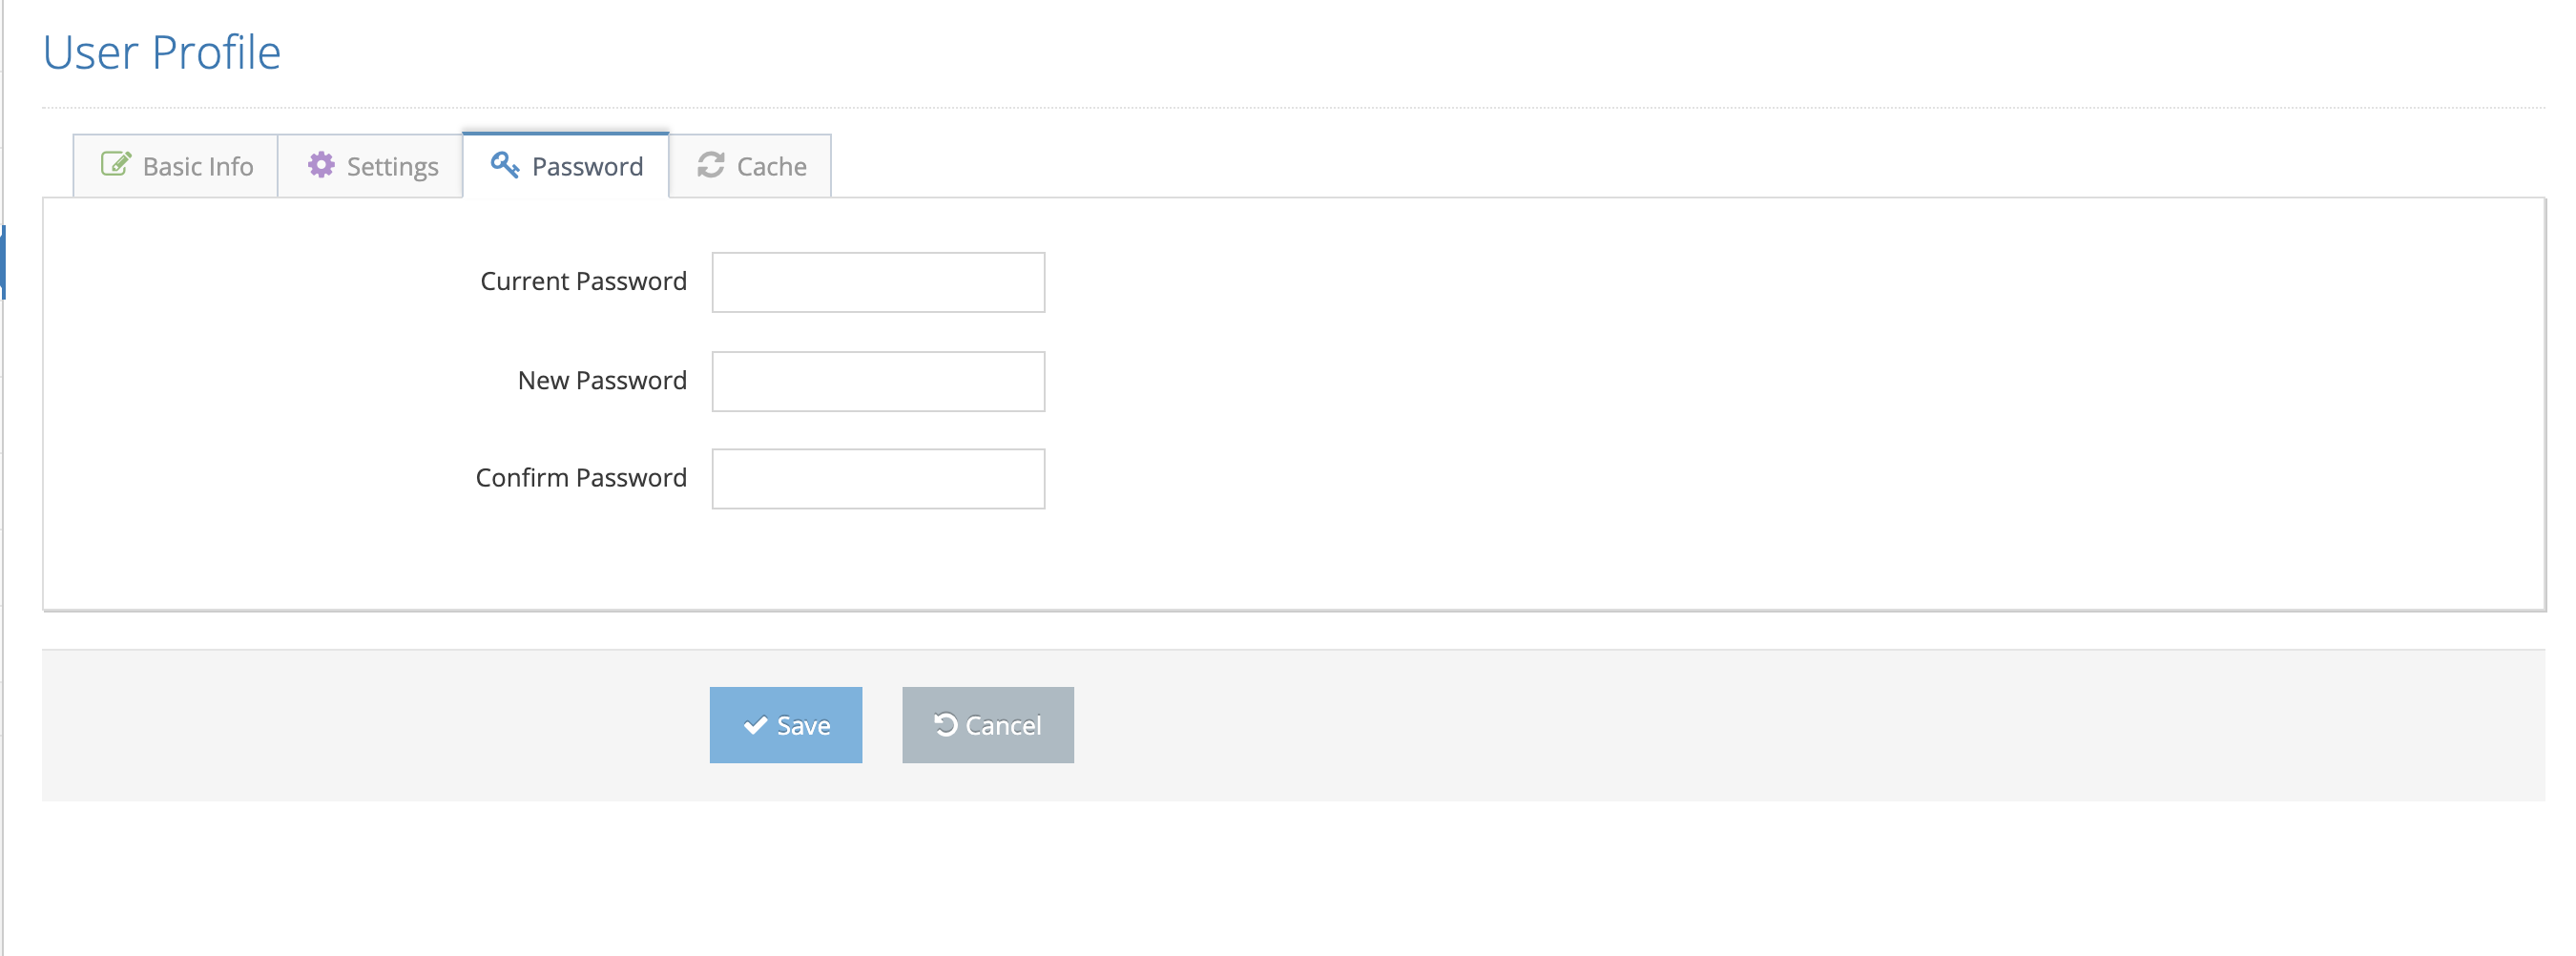 User Profile
Basic Info Settings Password Cache
Current Password
New Password
Confirm Password
Save Cancel